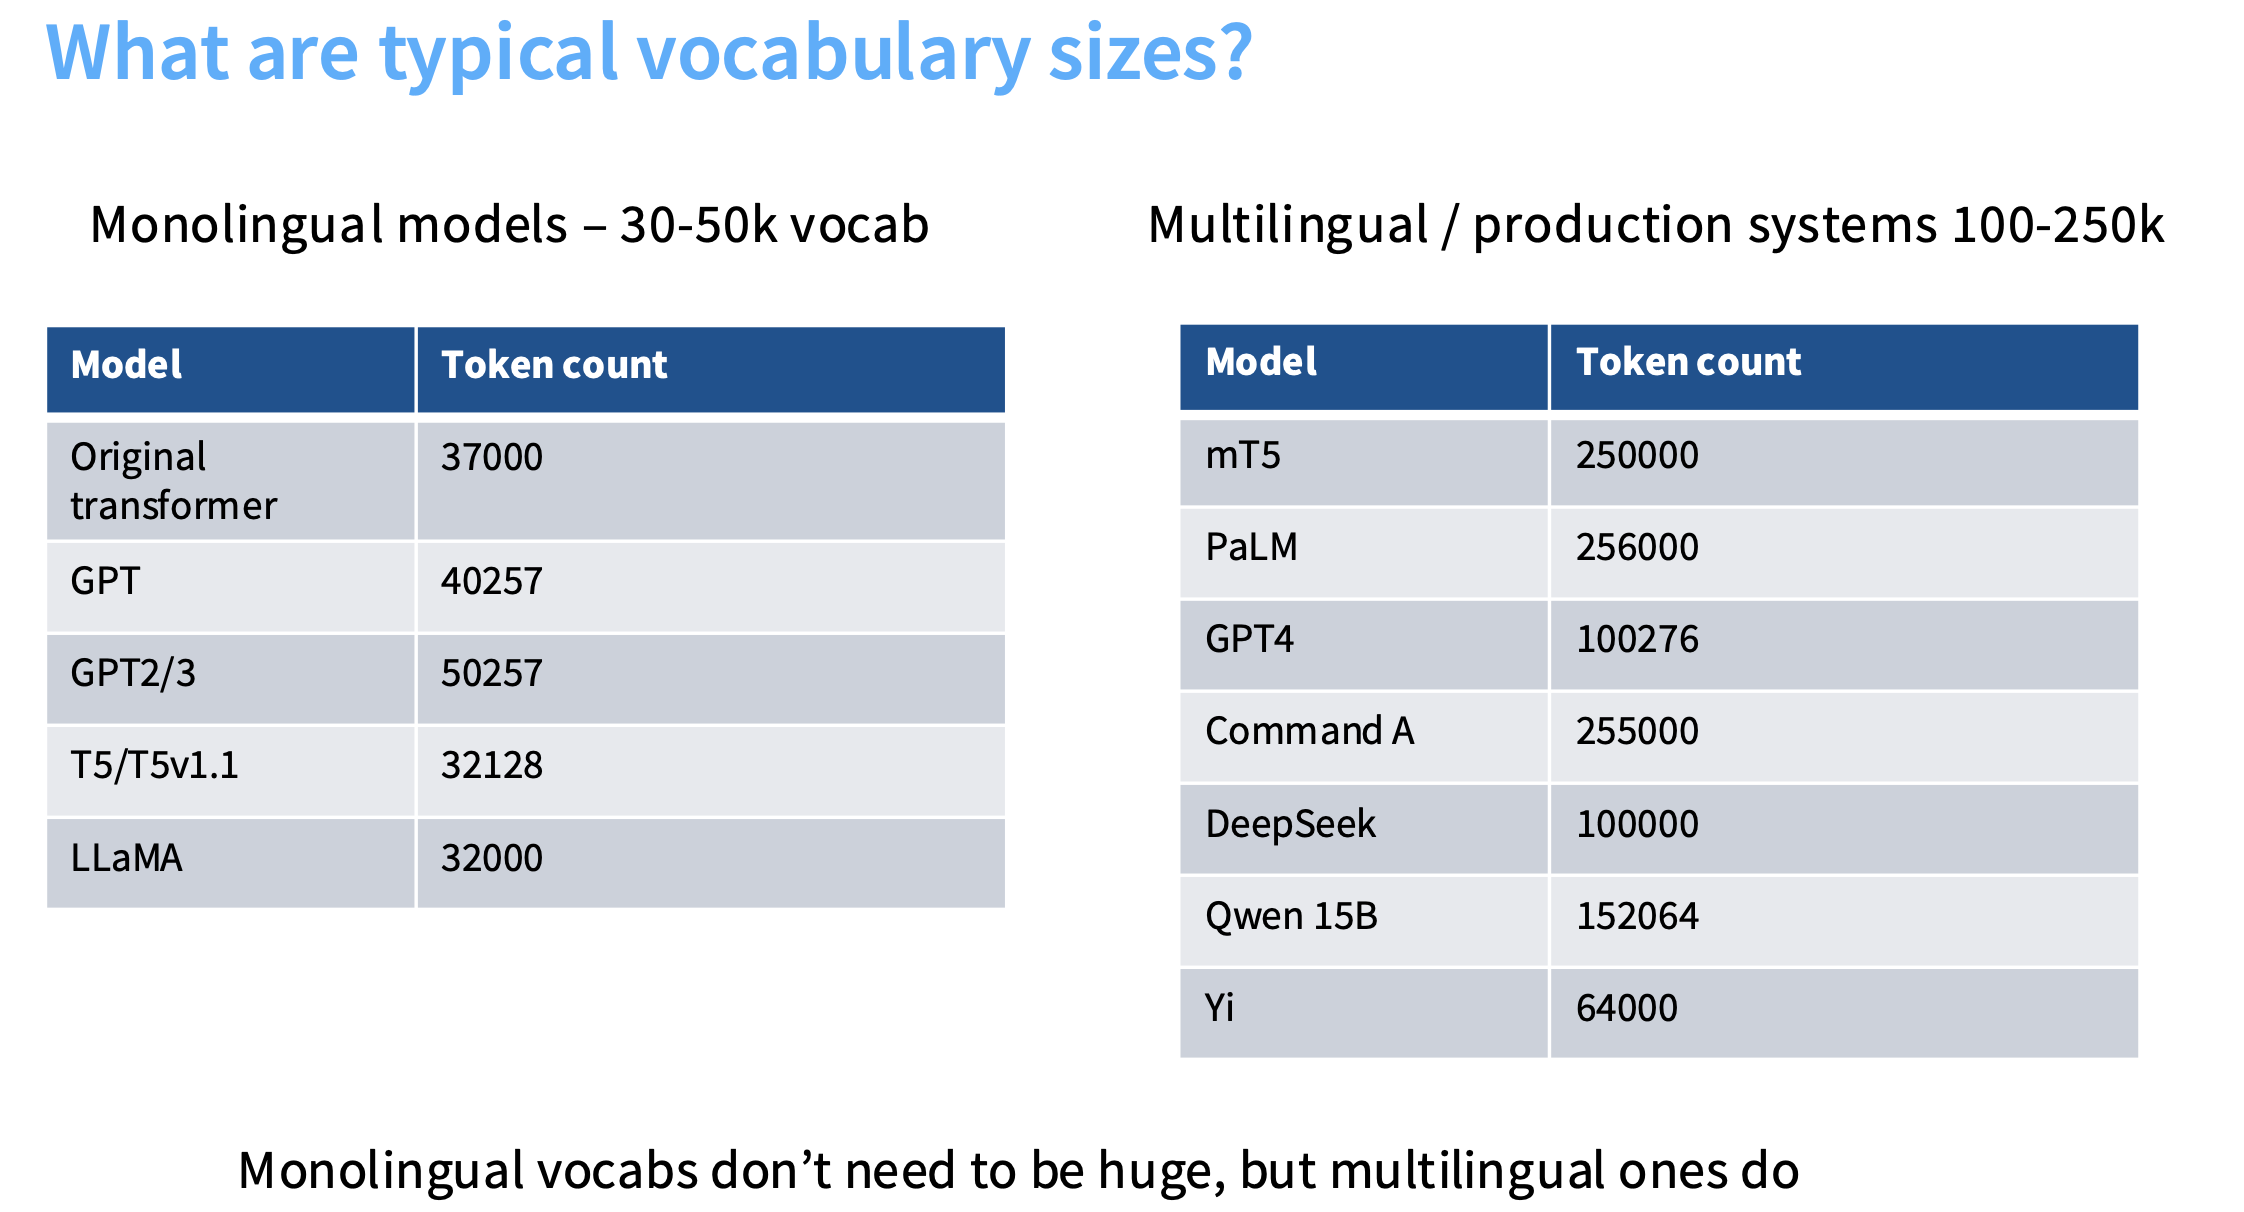 What are typical vocabulary sizes?
Monolingual models – 30-50k vocab
Model Token count
Original 37000
transformer
GPT 40257
GPT2/3 50257
T5/T5v1.1 32128
LLaMA 32000
Multilingual / production systems 100-250k
Model Token count
mT5 250000
PaLM 256000
GPT4 100276
Command A 255000
DeepSeek 100000
Qwen 15B 152064
Yi 64000
Monolingual vocabs don’t need to be huge, but multilingual ones do